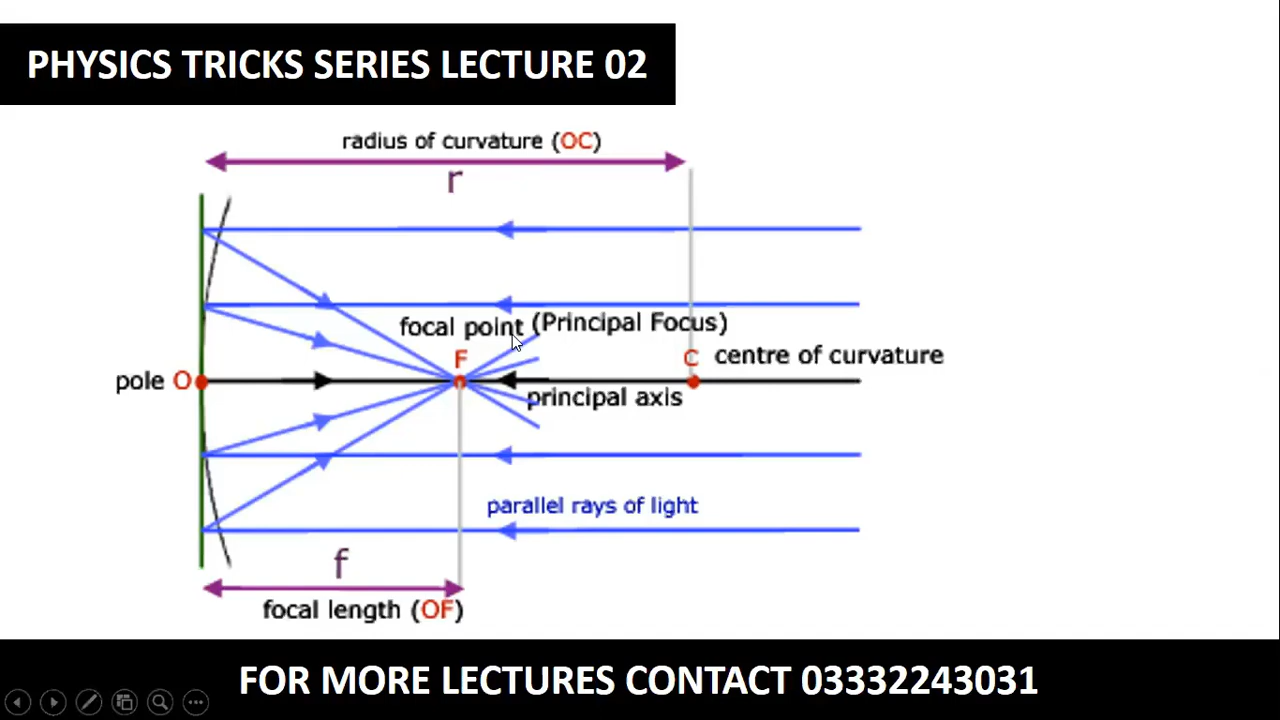 PHYSICS TRICKS SERIES LECTURE 02
radius of curvature (OC)
r
focal point (Principal Focus)
F
C centre of curvature
pole O
principal axis
parallel rays of light
f
focal length (OF)
FOR MORE LECTURES CONTACT 03332243031